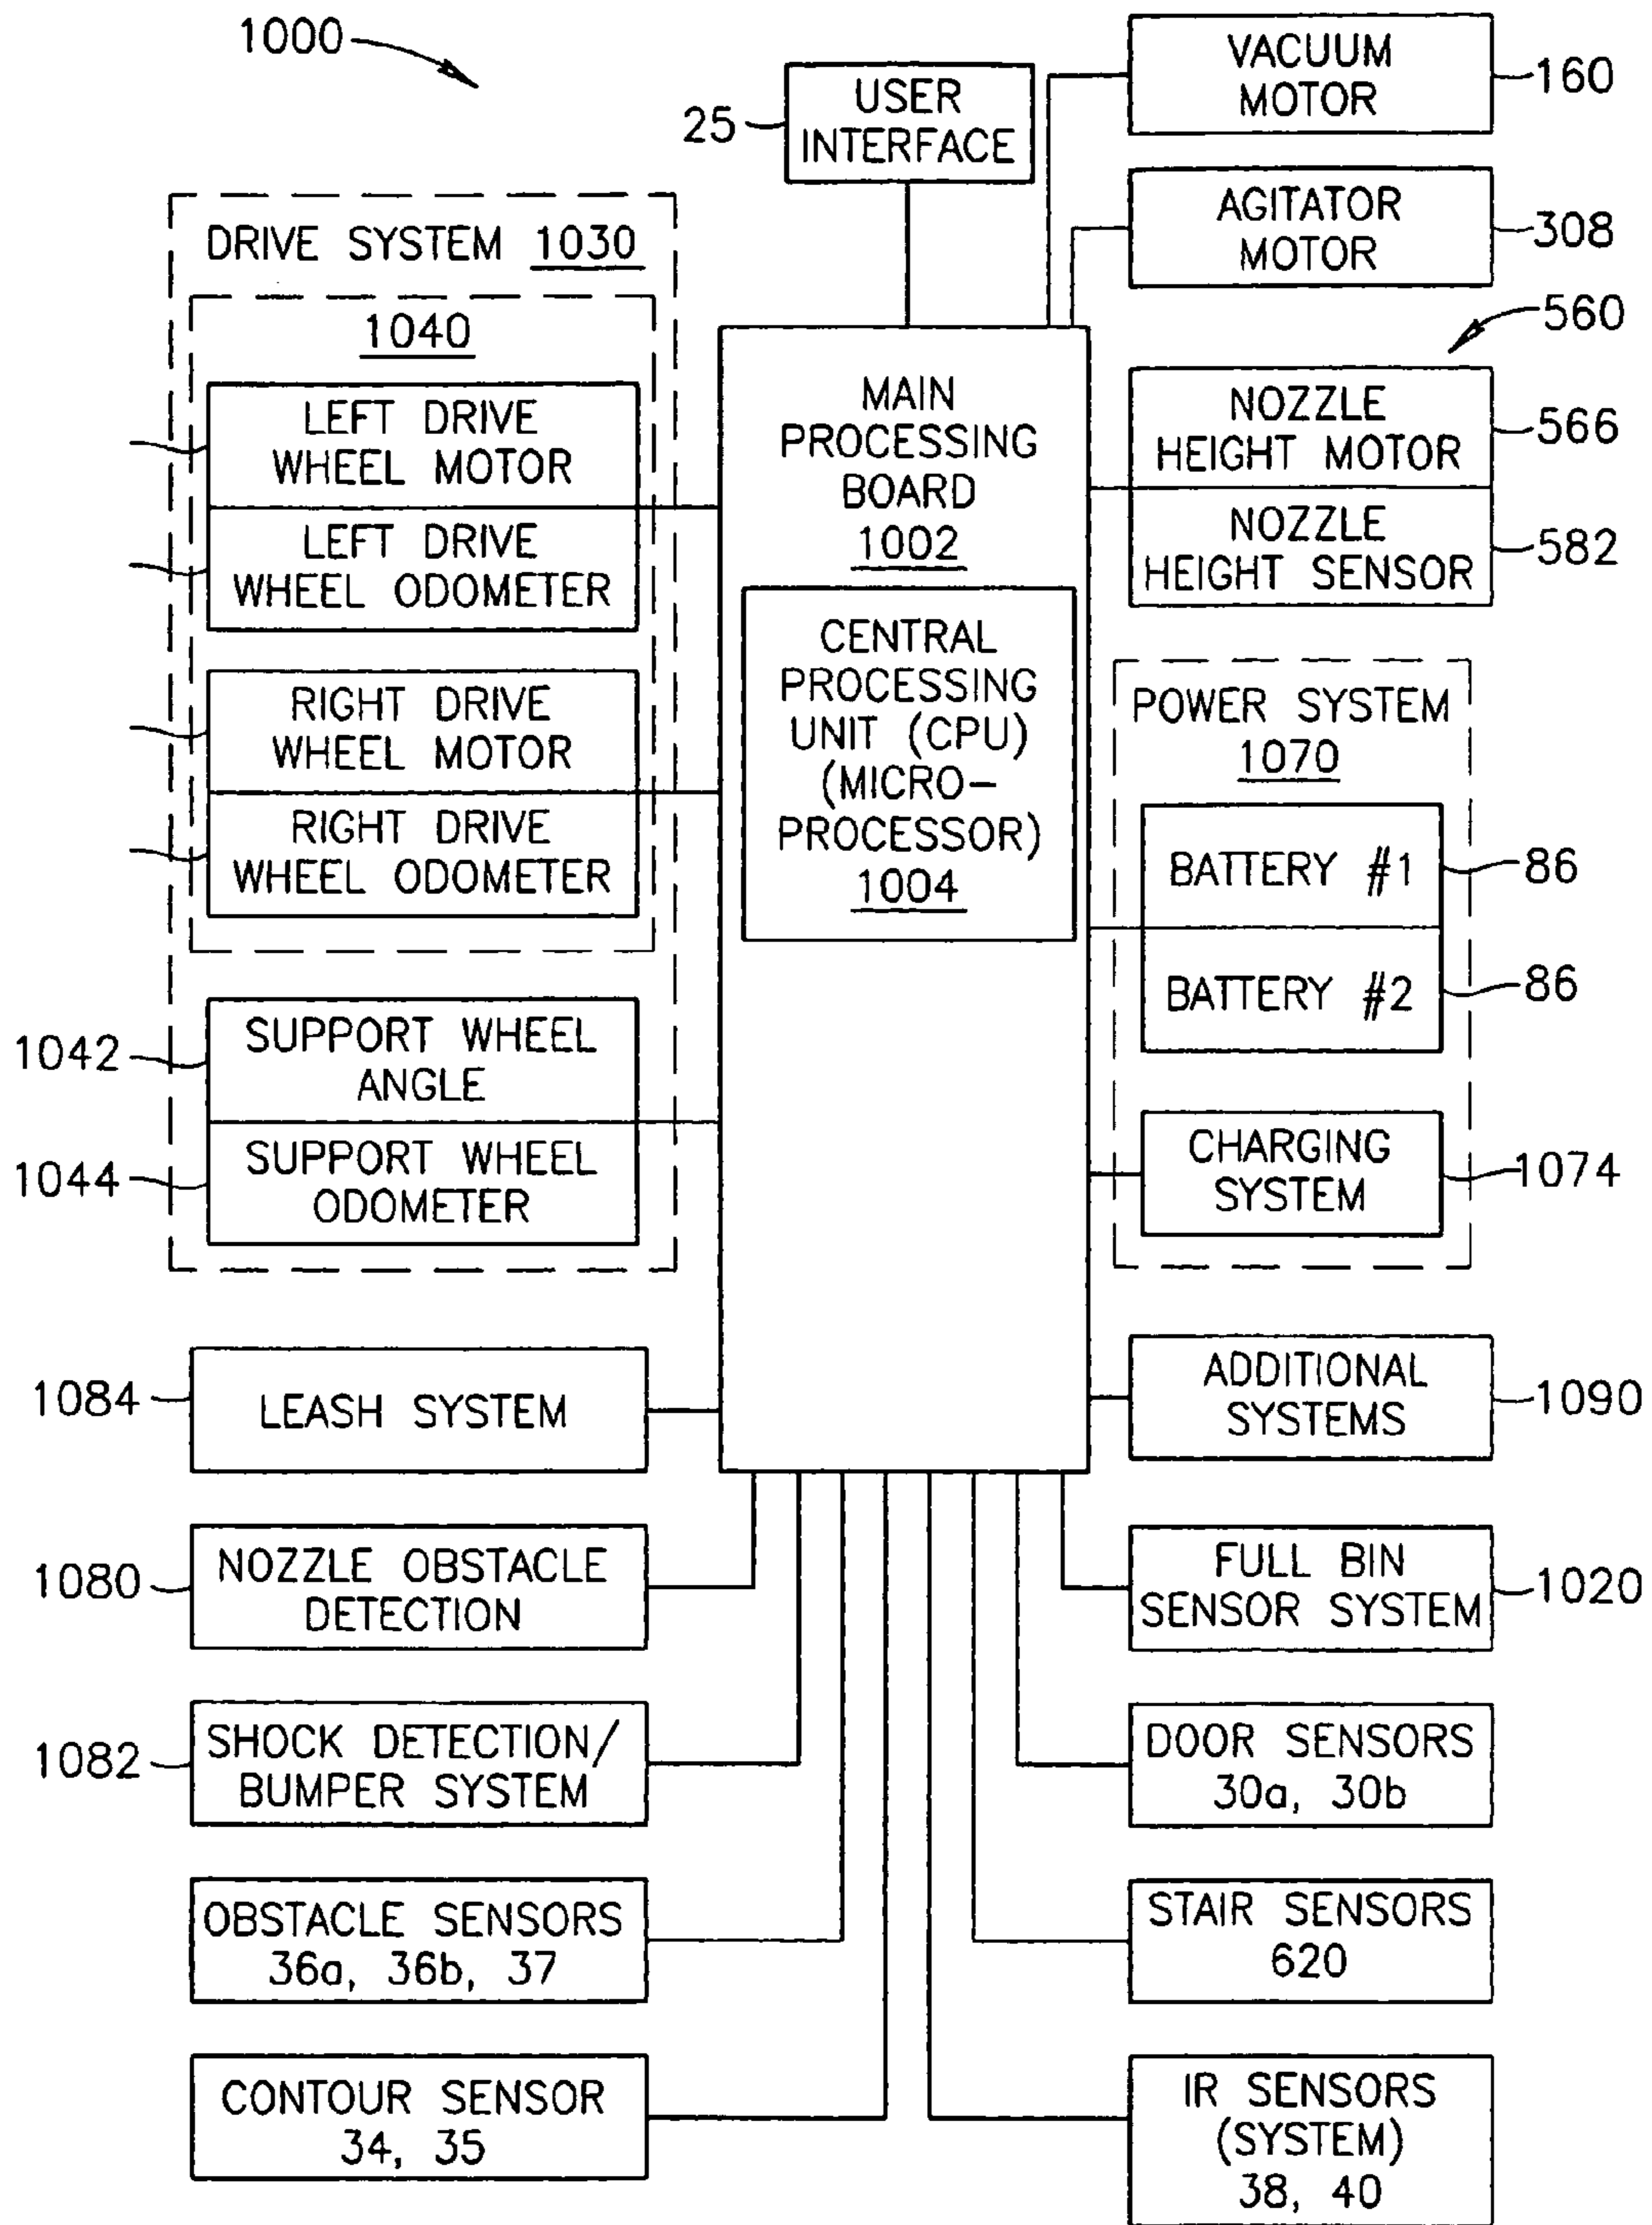 1000
25
USER
INTERFACE
VACUUM
MOTOR
160
AGITATOR
MOTOR
308
560
NOZZLE
HEIGHT MOTOR
566
NOZZLE
HEIGHT SENSOR
582
DRIVE SYSTEM 1030
1040
LEFT DRIVE
WHEEL MOTOR
LEFT DRIVE
WHEEL ODOMETER
RIGHT DRIVE
WHEEL MOTOR
RIGHT DRIVE
WHEEL ODOMETER
1042
SUPPORT WHEEL
ANGLE
1044
SUPPORT WHEEL
ODOMETER
MAIN
PROCESSING
BOARD
1002
CENTRAL
PROCESSING
UNIT (CPU)
(MICRO-
PROCESSOR)
1004
POWER SYSTEM
1070
BATTERY #1
86
BATTERY #2
86
CHARGING
SYSTEM
1074
1084
LEASH SYSTEM
ADDITIONAL
SYSTEMS
1090
1080
NOZZLE OBSTACLE
DETECTION
FULL BIN
SENSOR SYSTEM
1020
1082
SHOCK DETECTION/
BUMPER SYSTEM
DOOR SENSORS
30a, 30b
OBSTACLE SENSORS
36a, 36b, 37
STAIR SENSORS
620
CONTOUR SENSOR
34, 35
IR SENSORS
(SYSTEM)
38, 40